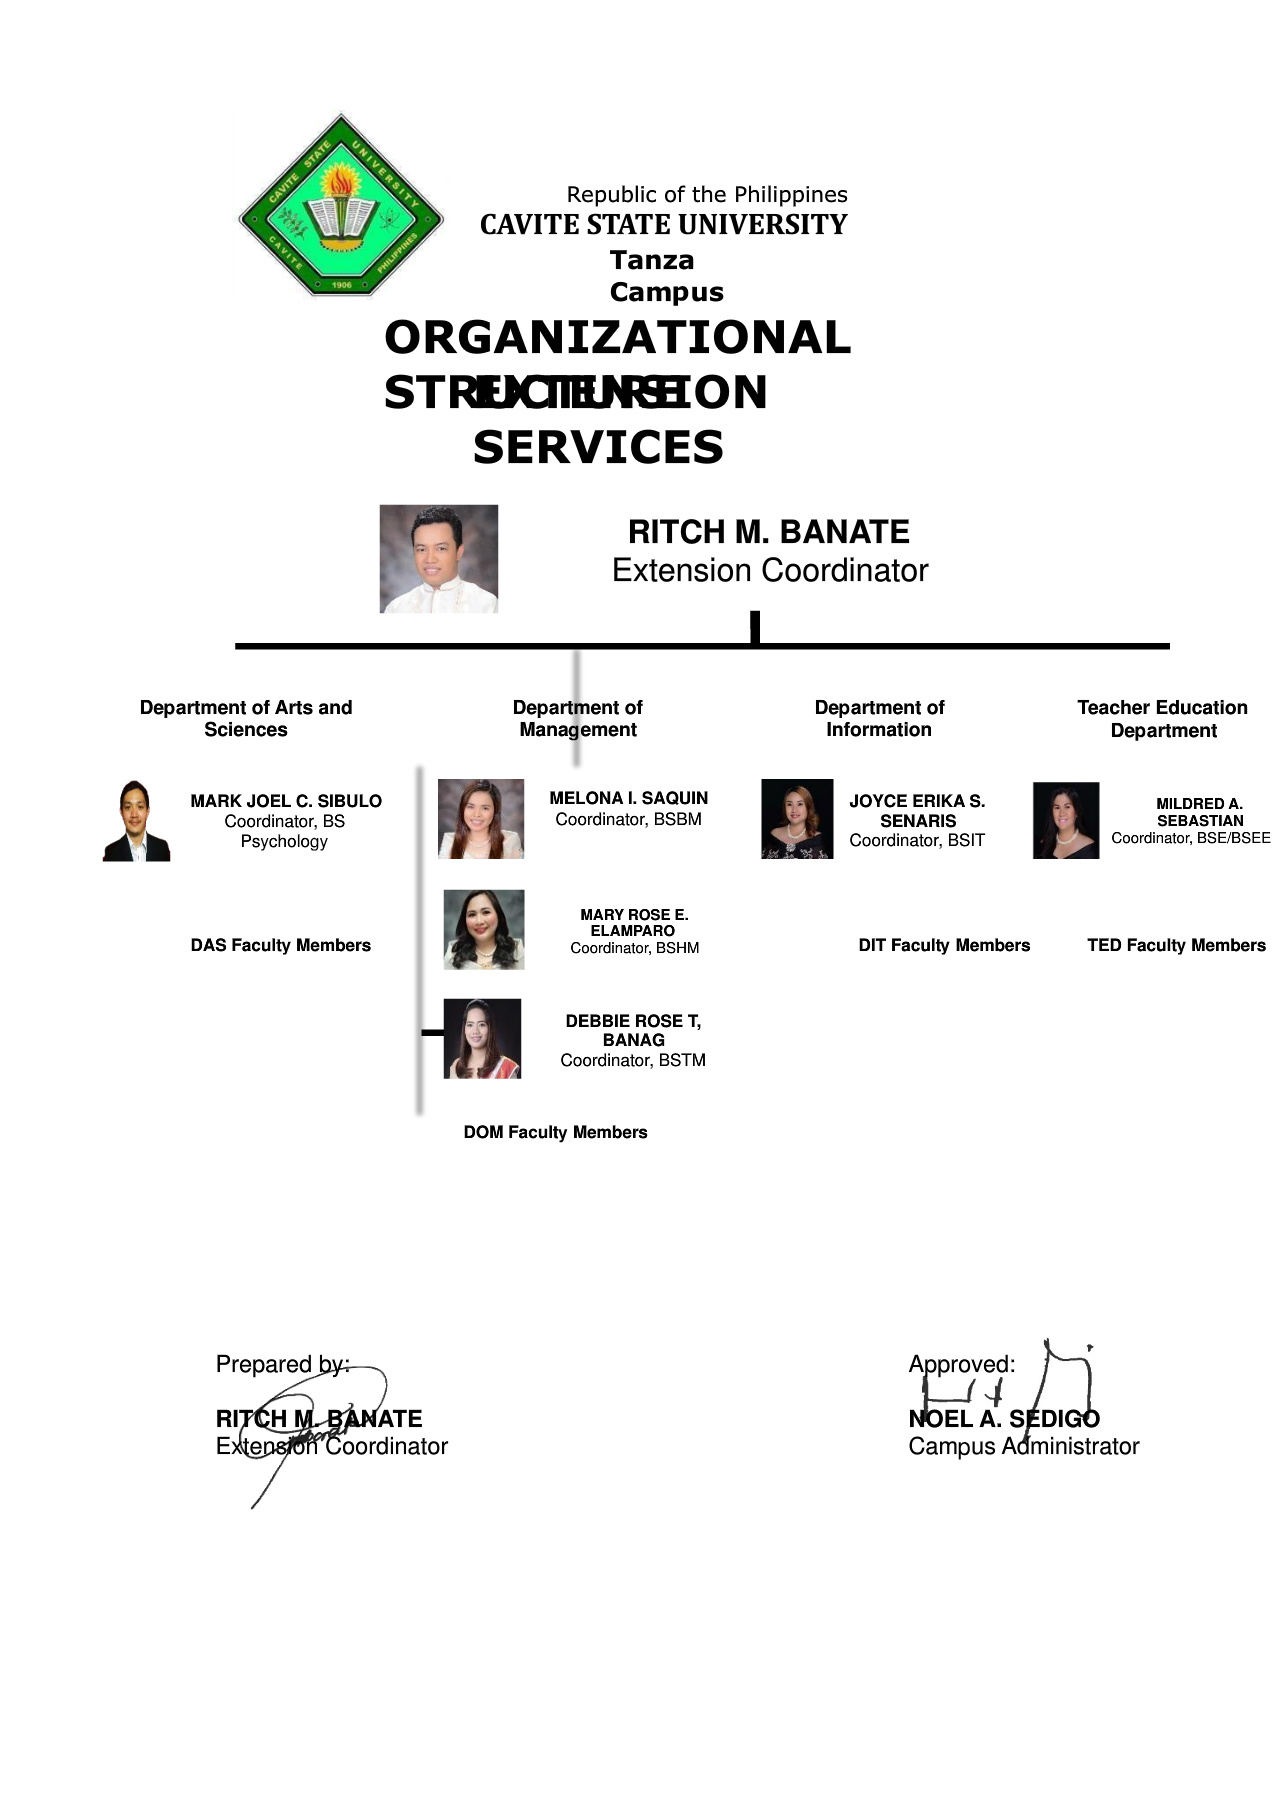 CAVITE STATE UNIVERSITY
CAVITE PHILIPPINES
1906
Republic of the Philippines
CAVITE STATE UNIVERSITY
Tanza
Campus
ORGANIZATIONAL
STRUCTURE
EXTENSION
SERVICES
RITCH M. BANATE
Extension Coordinator
Department of Arts and
Sciences
MARK JOEL C. SIBULO
Coordinator, BS
Psychology
DAS Faculty Members
Department of
Management
MELONA I. SAQUIN
Coordinator, BSBM
MARY ROSE E.
ELAMPARO
Coordinator, BSHM
DEBBIE ROSE T,
BANAG
Coordinator, BSTM
DOM Faculty Members
Department of
Information
JOYCE ERIKA S.
SENARIS
Coordinator, BSIT
DIT Faculty Members
Teacher Education
Department
MILDRED A.
SEBASTIAN
Coordinator, BSE/BSEE
TED Faculty Members
Prepared by:
RITCH M. BANATE
Extension Coordinator
Approved:
NOEL A. SEDIGO
Campus Administrator